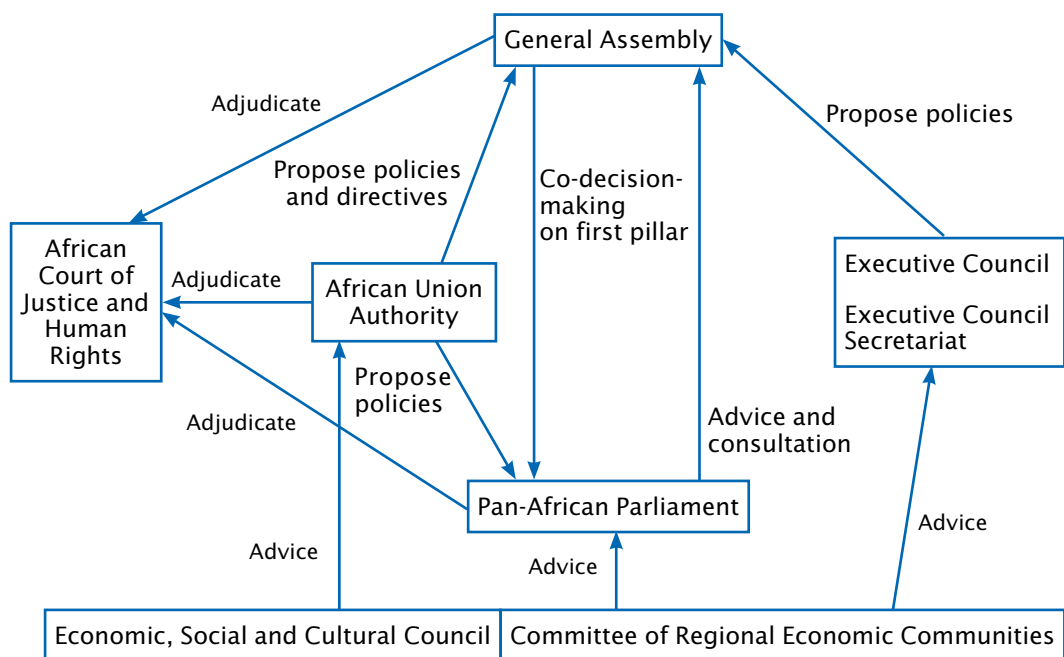 General Assembly
Adjudicate
Propose policies
Propose policies
and directives
Co-decision-
making
on first pillar
African
Court of
Justice and
Human
Rights
Adjudicate
African Union
Authority
Executive Council
Executive Council
Secretariat
Propose
policies
Adjudicate
Advice and
consultation
Pan-African Parliament
Advice
Advice
Advice
Economic, Social and Cultural Council
Committee of Regional Economic Communities